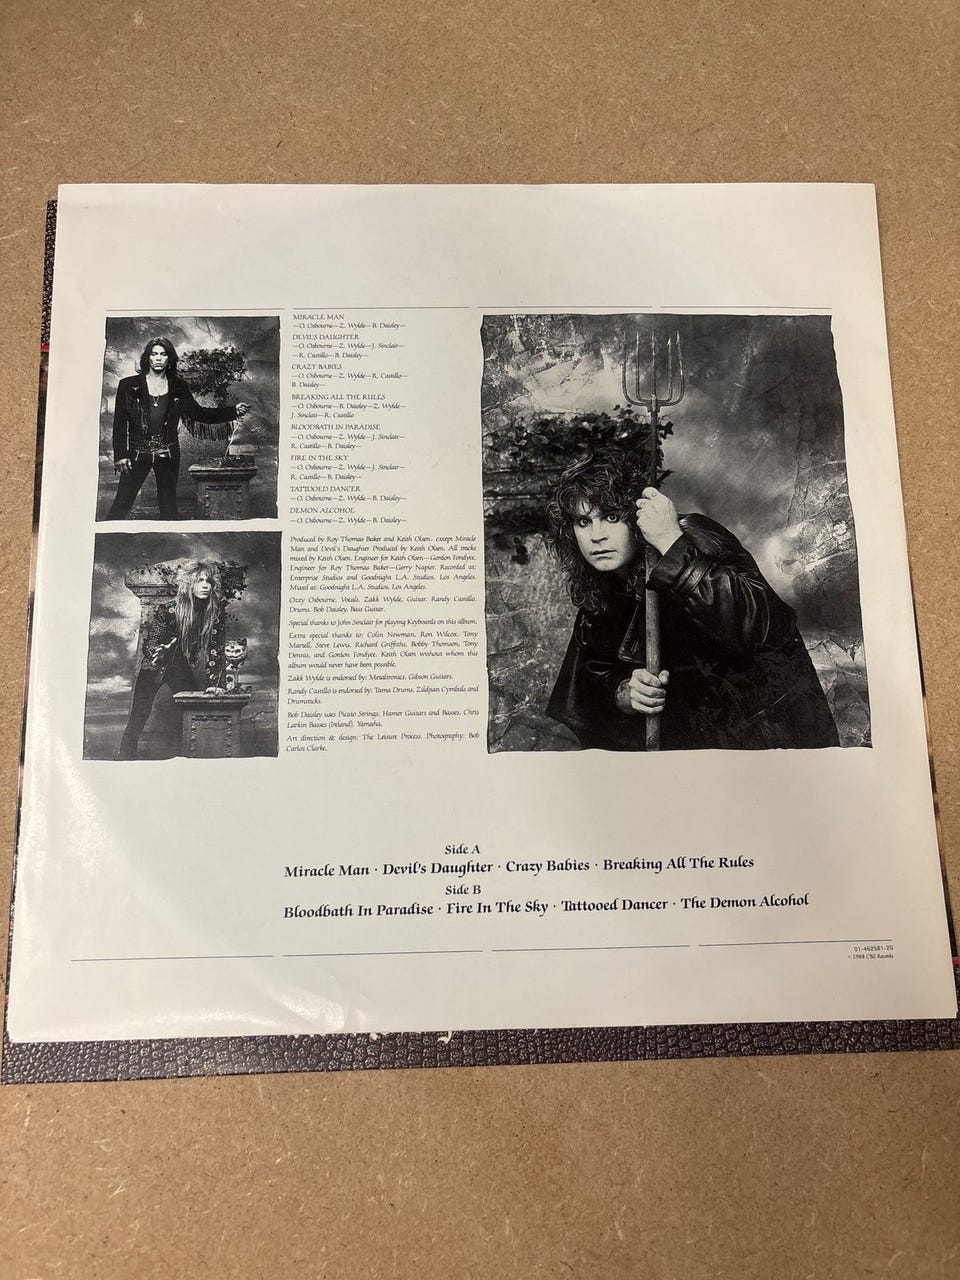 MIRACLE MAN
—O. Osbourne—Z. Wylde—B. Daisley—
DEVIL'S DAUGHTER
—O. Osbourne—Z. Wylde—J. Sinclair—
—R. Castillo—B. Daisley—
CRAZY BABIES
—O. Osbourne—Z. Wylde—R. Castillo—
B. Daisley—
BREAKING ALL THE RULES
—O. Osbourne—B. Daisley—Z. Wylde—
J. Sinclair—R. Castillo
BLOODBATH IN PARADISE
—O. Osbourne—Z. Wylde—J. Sinclair—
R. Castillo—B. Daisley—
FIRE IN THE SKY
—O. Osbourne—Z. Wylde—J. Sinclair—
R. Castillo—B. Daisley—
TATTOOED DANCER
—O. Osbourne—Z. Wylde—B. Daisley—
DEMON ALCOHOL
—O. Osbourne—Z. Wylde—B. Daisley—
Produced by Roy Thomas Baker and Keith Olsen: except Miracle
Man and Devil's Daughter Produced by Keith Olsen. All tracks
mixed by Keith Olsen. Engineer for Keith Olsen—Gordon Fordyce.
Engineer for Roy Thomas Baker—Gerry Napier. Recorded at:
Enterprise Studios and Goodnight L.A. Studios, Los Angeles.
Mixed at: Goodnight L.A. Studios, Los Angeles.
Ozzy Osbourne, Vocals. Zakk Wylde, Guitar. Randy Castillo,
Drums. Bob Daisley, Bass Guitar.
Special thanks to John Sinclair for playing Keyboards on this album.
Extra special thanks to: Colin Newman, Ron Wilcox, Tony
Martell, Steve Lewis, Richard Griffiths, Bobby Thomson, Tony
Dennis, and Gordon Fordyce. Keith Olsen without whom this
album would never have been possible.
Zakk Wylde is endorsed by: Metaltronics, Gibson Guitars.
Randy Castillo is endorsed by: Tama Drums, Zildjian Cymbals and
Drumsticks.
Bob Daisley uses Picato Strings, Hamer Guitars and Basses, Chris
Larkin Basses (Ireland), Yamaha.
Art direction & design: The Leisure Process. Photography: Bob
Carlos Clarke.
Side A
Miracle Man · Devil's Daughter · Crazy Babies · Breaking All The Rules
Side B
Bloodbath In Paradise · Fire In The Sky · Tattooed Dancer · The Demon Alcohol
01-462581-20
© 1988 CBS Records